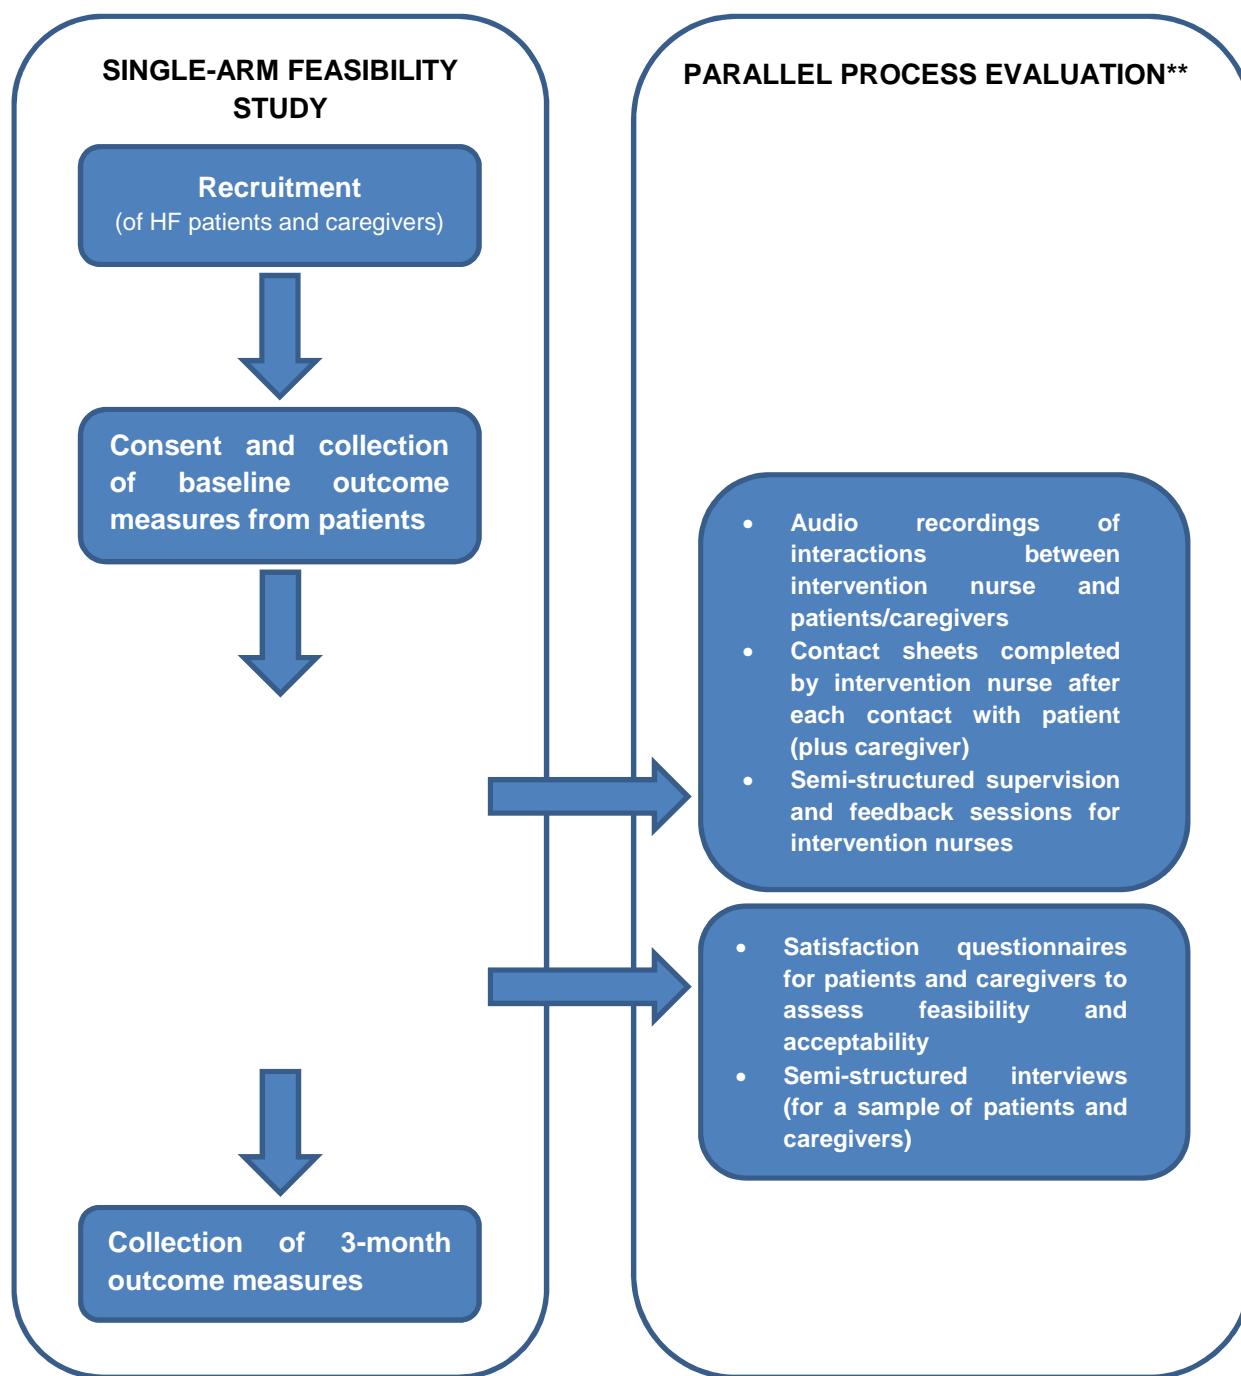 SINGLE-ARM FEASIBILITY
STUDY
Recruitment
(of HF patients and caregivers)
Consent and collection
of baseline outcome
measures from patients
Collection of 3-month
outcome measures
PARALLEL PROCESS EVALUATION**
• Audio recordings of
interactions between
intervention nurse and
patients/caregivers
• Contact sheets completed
by intervention nurse after
each contact with patient
(plus caregiver)
• Semi-structured supervision
and feedback sessions for
intervention nurses
• Satisfaction questionnaires
for patients and caregivers to
assess feasibility and
acceptability
• Semi-structured interviews
(for a sample of patients and
caregivers)